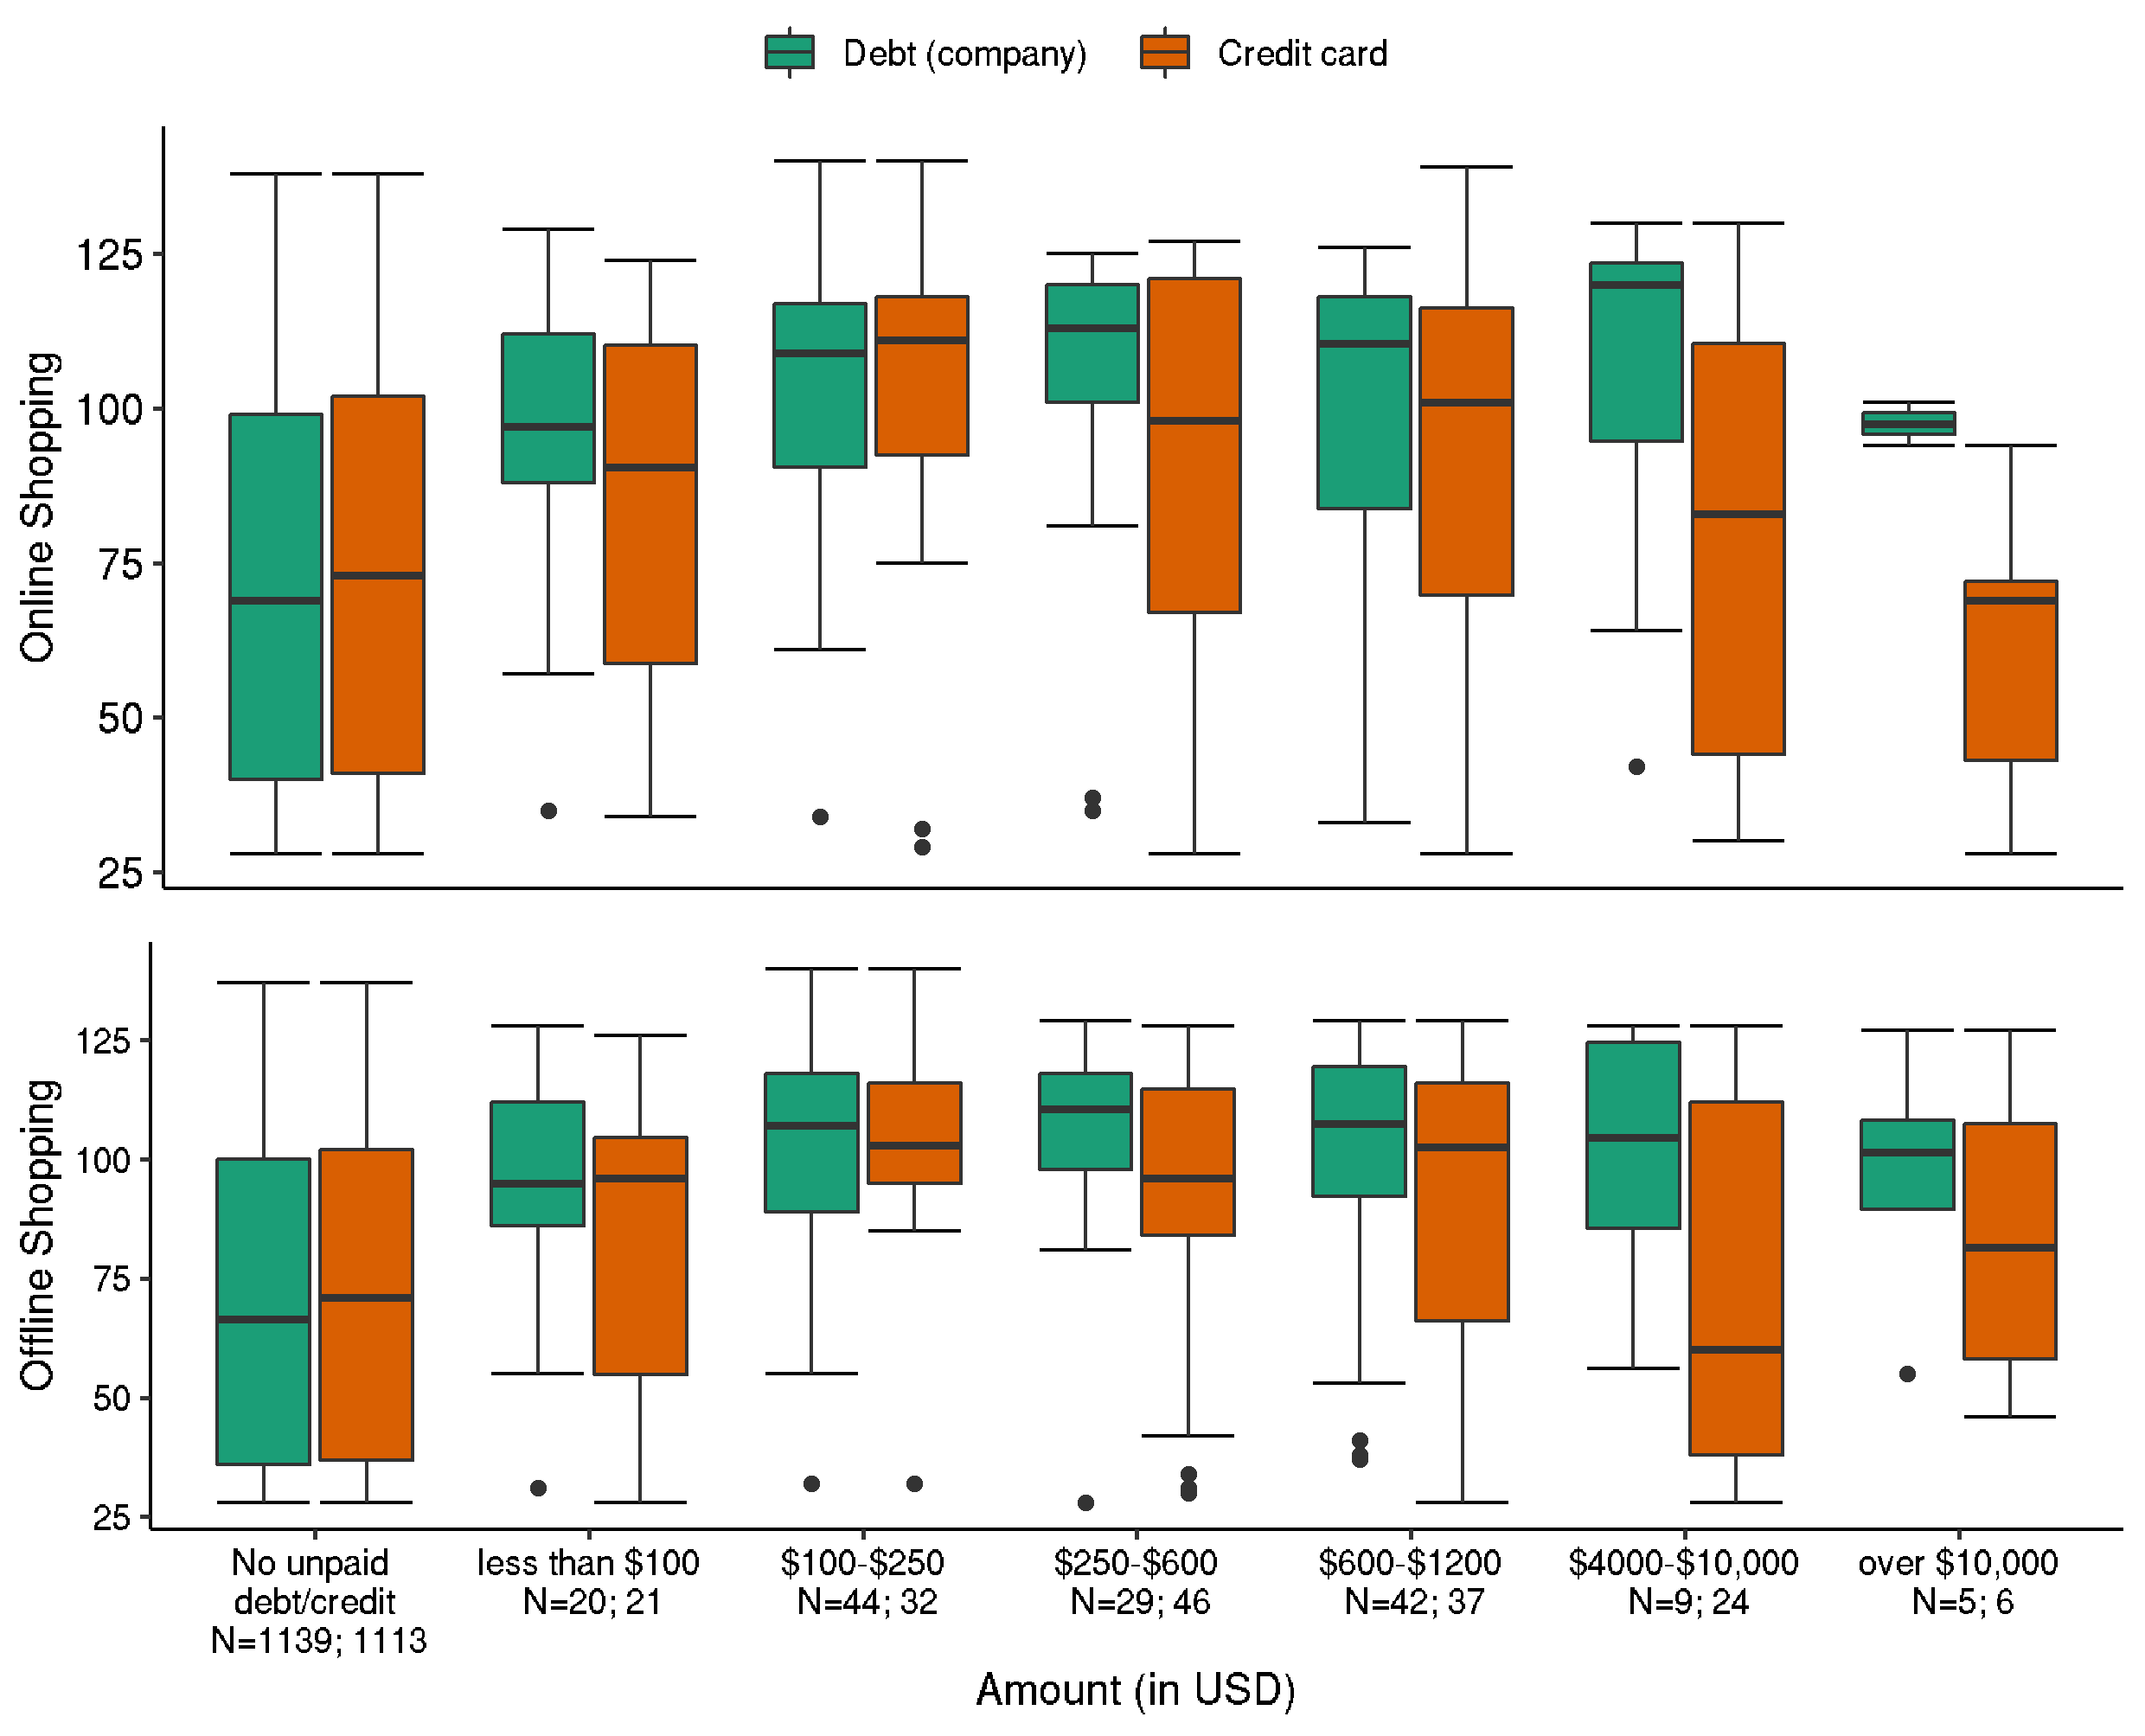 Debt (company) Credit card
Online Shopping
125
100
75
50
25
Offline Shopping
125
100
75
50
25
No unpaid debt/credit N=1139; 1113
less than $100 N=20; 21
$100-$250 N=44; 32
$250-$600 N=29; 46
$600-$1200 N=42; 37
$4000-$10,000 N=9; 24
over $10,000 N=5; 6
Amount (in USD)